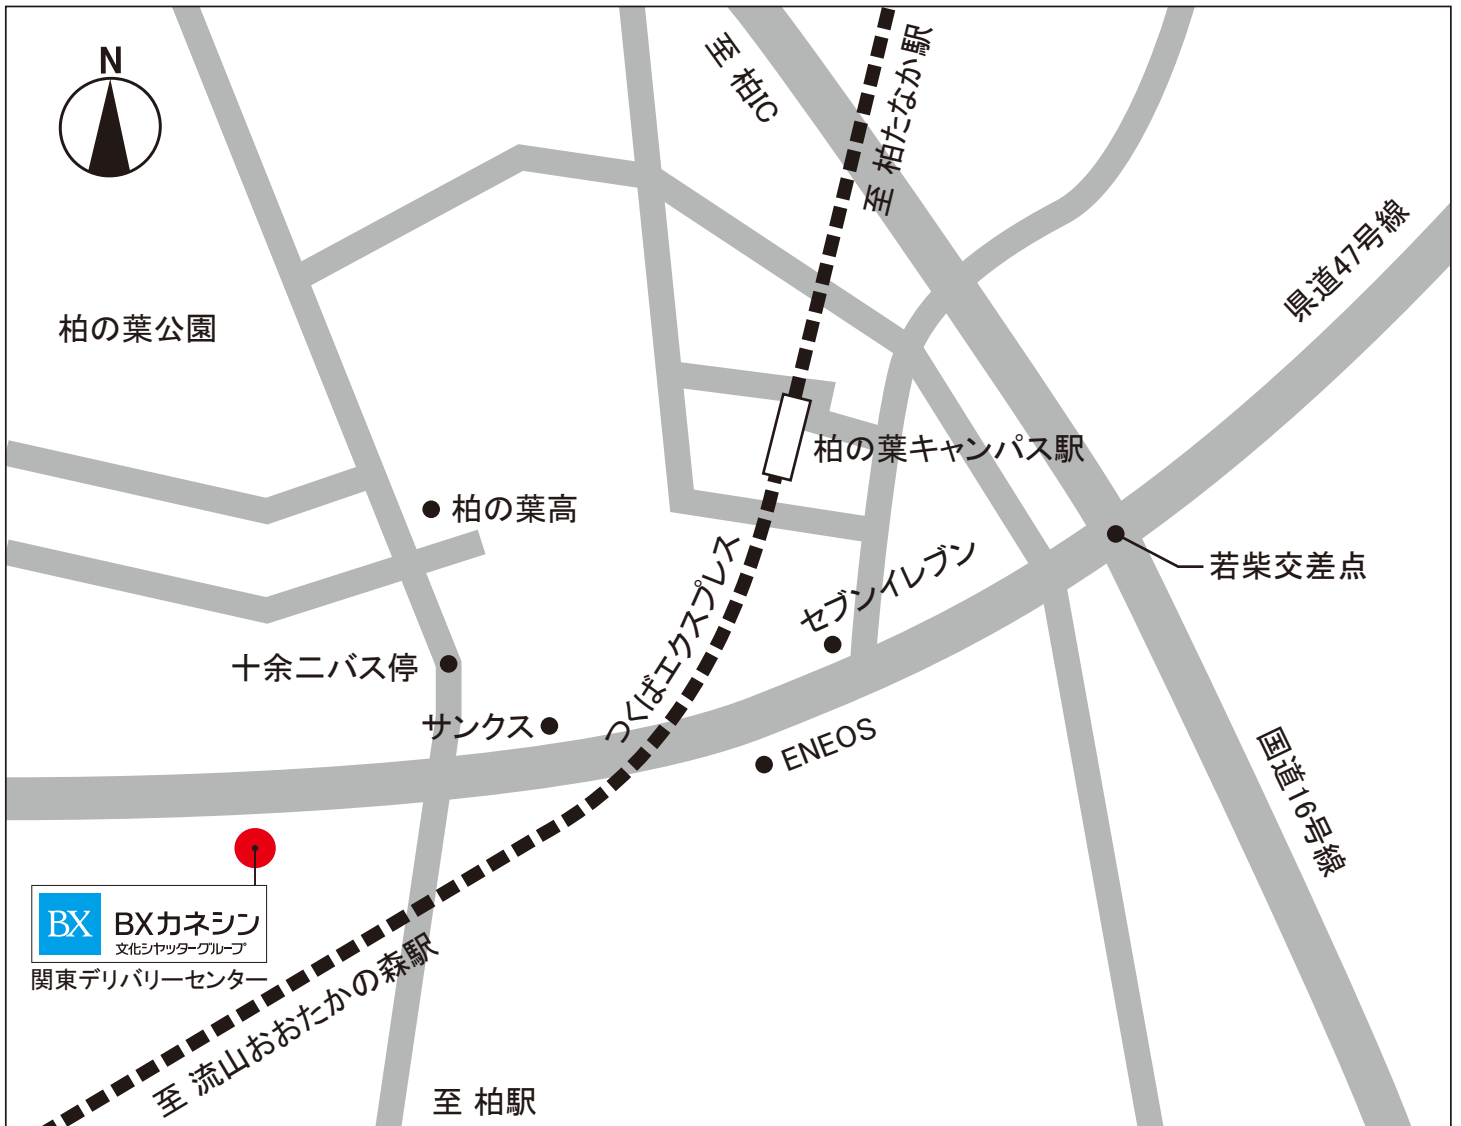 N
至 柏IC
至 柏たなか駅
県道47号線
柏の葉公園
柏の葉キャンパス駅
柏の葉高
つくばエクスプレス
セブンイレブン
若柴交差点
十余二バス停
サンクス
ENEOS
国道16号線
BX
BXカネシン
文化シヤッターグループ
関東デリバリーセンター
至 流山おおたかの森駅
至 柏駅